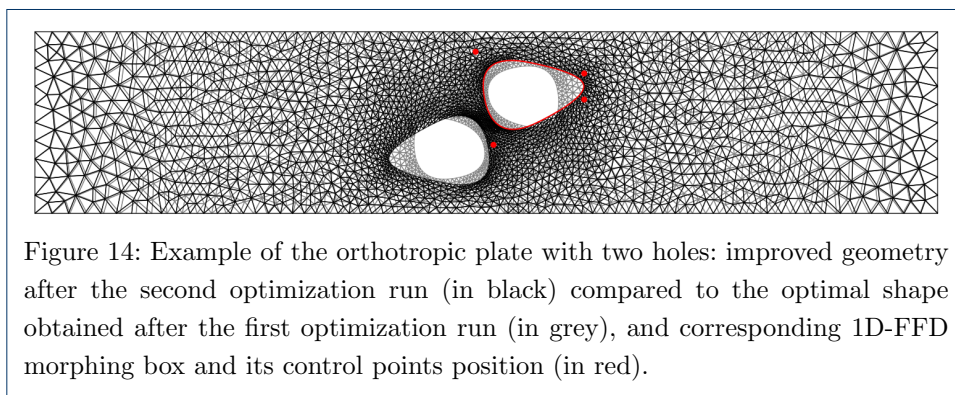 Figure 14: Example of the orthotropic plate with two holes: improved geometry
after the second optimization run (in black) compared to the optimal shape
obtained after the first optimization run (in grey), and corresponding 1D-FFD
morphing box and its control points position (in red).